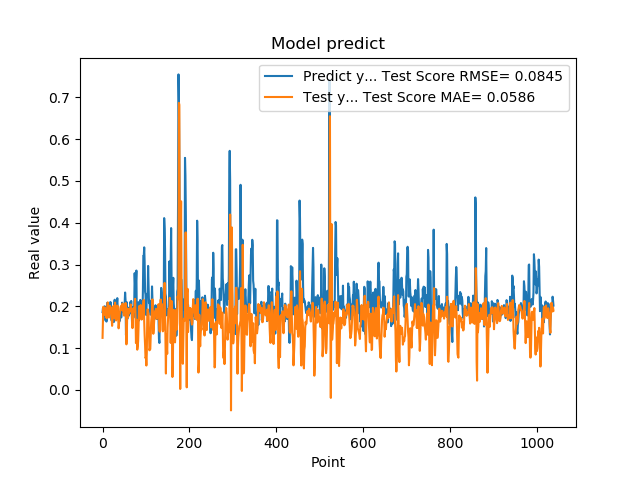 Model predict
Predict y... Test Score RMSE= 0.0845
Test y... Test Score MAE= 0.0586
Real value
0.7
0.6
0.5
0.4
0.3
0.2
0.1
0.0
0 200 400 600 800 1000
Point